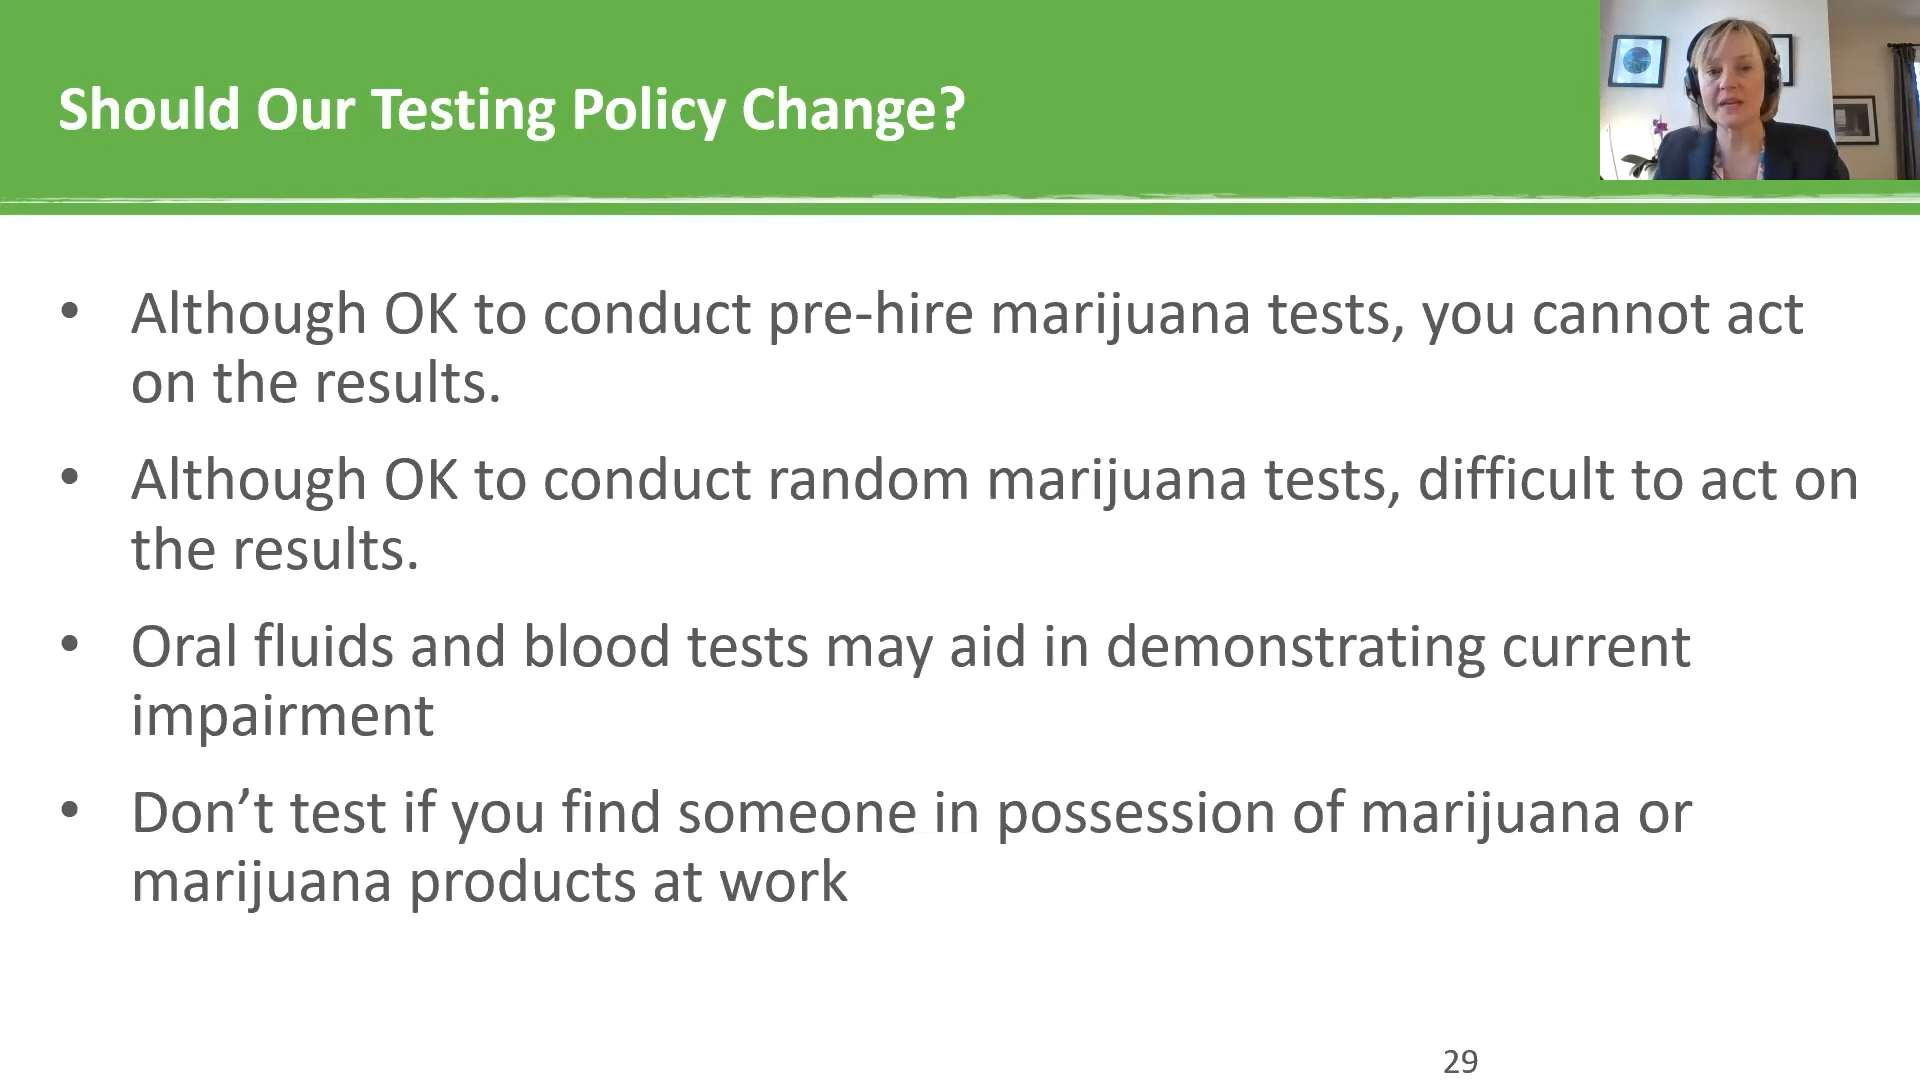 Should Our Testing Policy Change?
• Although OK to conduct pre-hire marijuana tests, you cannot act
on the results.
• Although OK to conduct random marijuana tests, difficult to act on
the results.
• Oral fluids and blood tests may aid in demonstrating current
impairment
• Don’t test if you find someone in possession of marijuana or
marijuana products at work
29